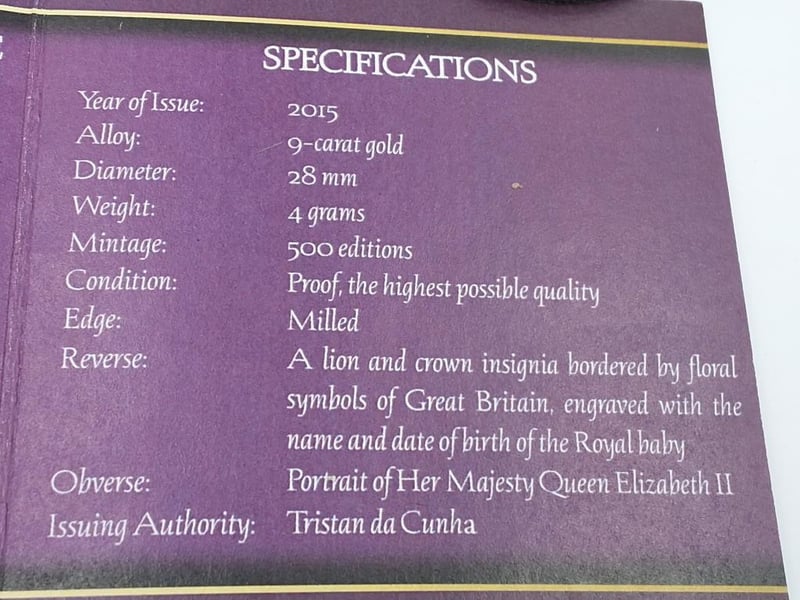 SPECIFICATIONS
Year of Issue: 2015
Alloy: 9-carat gold
Diameter: 28 mm
Weight: 4 grams
Mintage: 500 editions
Condition: Proof, the highest possible quality
Edge: Milled
Reverse: A lion and crown insignia bordered by floral
symbols of Great Britain, engraved with the
name and date of birth of the Royal baby
Obverse: Portrait of Her Majesty Queen Elizabeth II
Issuing Authority: Tristan da Cunha